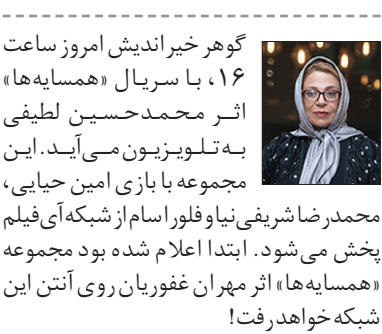 گوهر خیراندیش امروز ساعت
۱۶، با سریال «همسایه‌ها»
اثر محمدحسین لطیفی
به تلویزیون می‌آید. این
مجموعه با بازی امین حیایی،
محمدرضا شریفی‌نیا و فلور اسام از شبکه آی‌فیلم
پخش می‌شود. ابتدا اعلام شده بود مجموعه
«همسایه‌ها» اثر مهران غفوریان روی آنتن این
شبکه خواهد رفت!